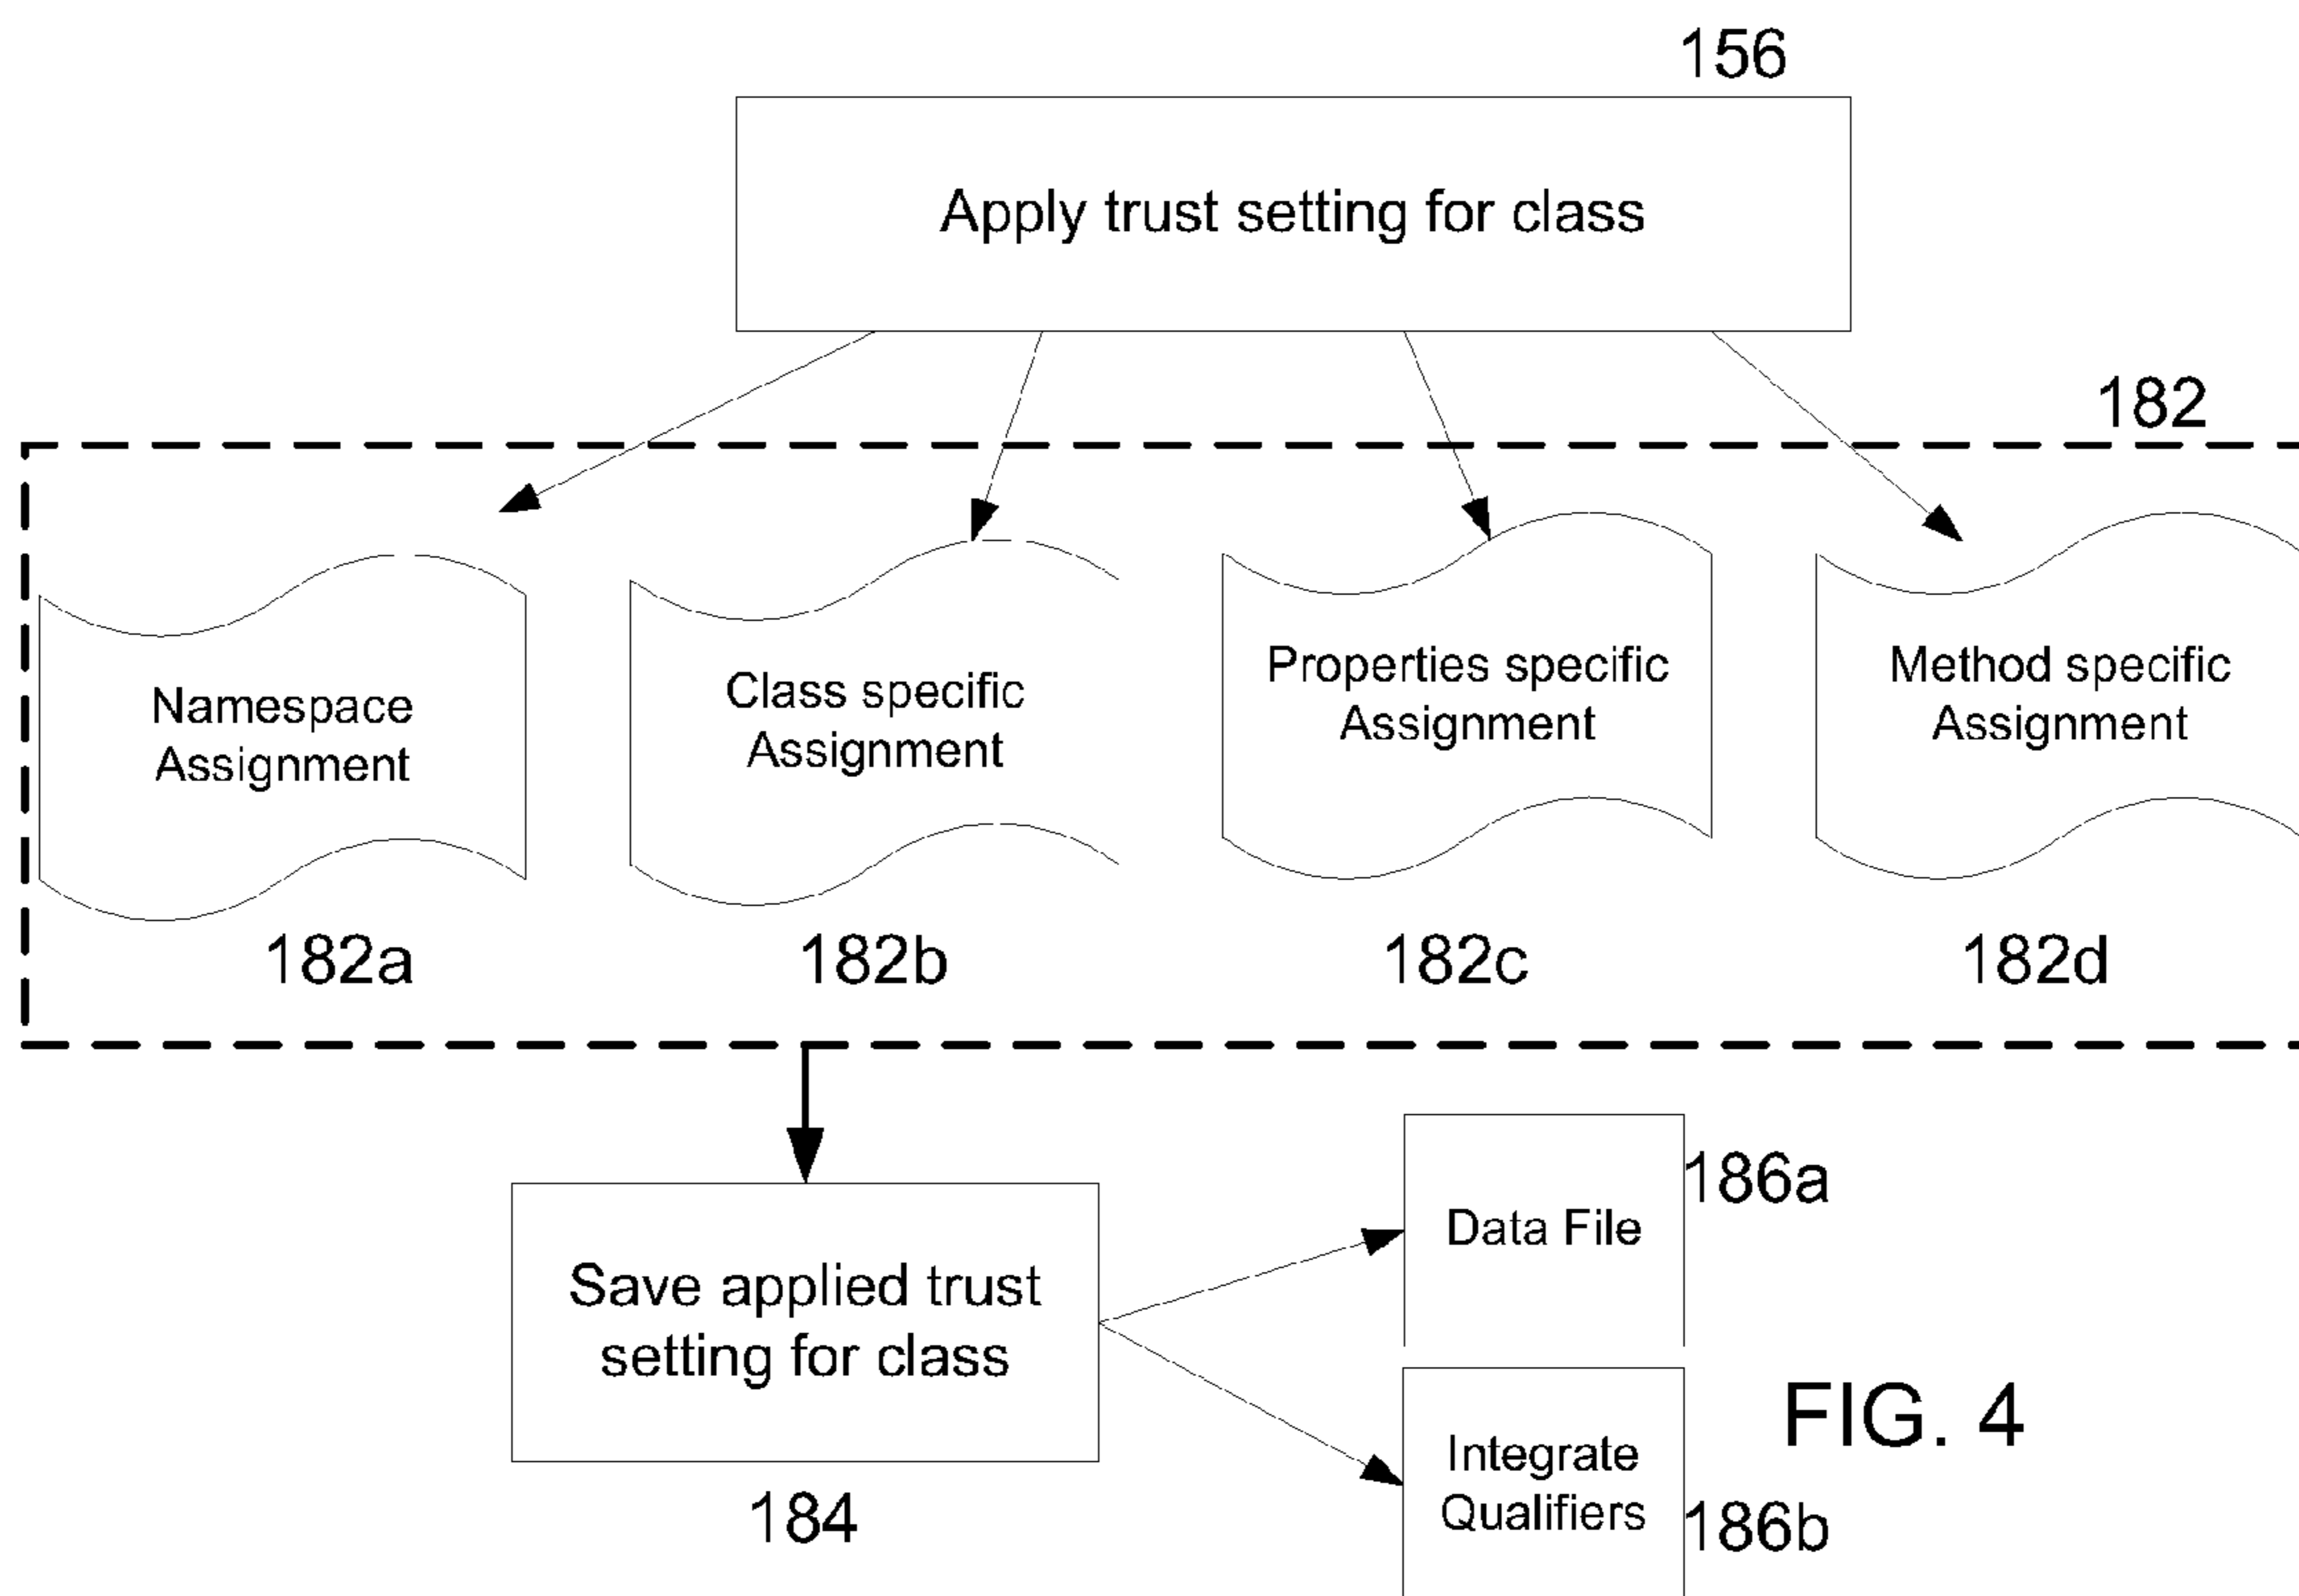 156
Apply trust setting for class
182
Namespace
Assignment
Class specific
Assignment
Properties specific
Assignment
Method specific
Assignment
182a
182b
182c
182d
Save applied trust
setting for class
184
Data File
186a
Integrate
Qualifiers
186b
FIG. 4